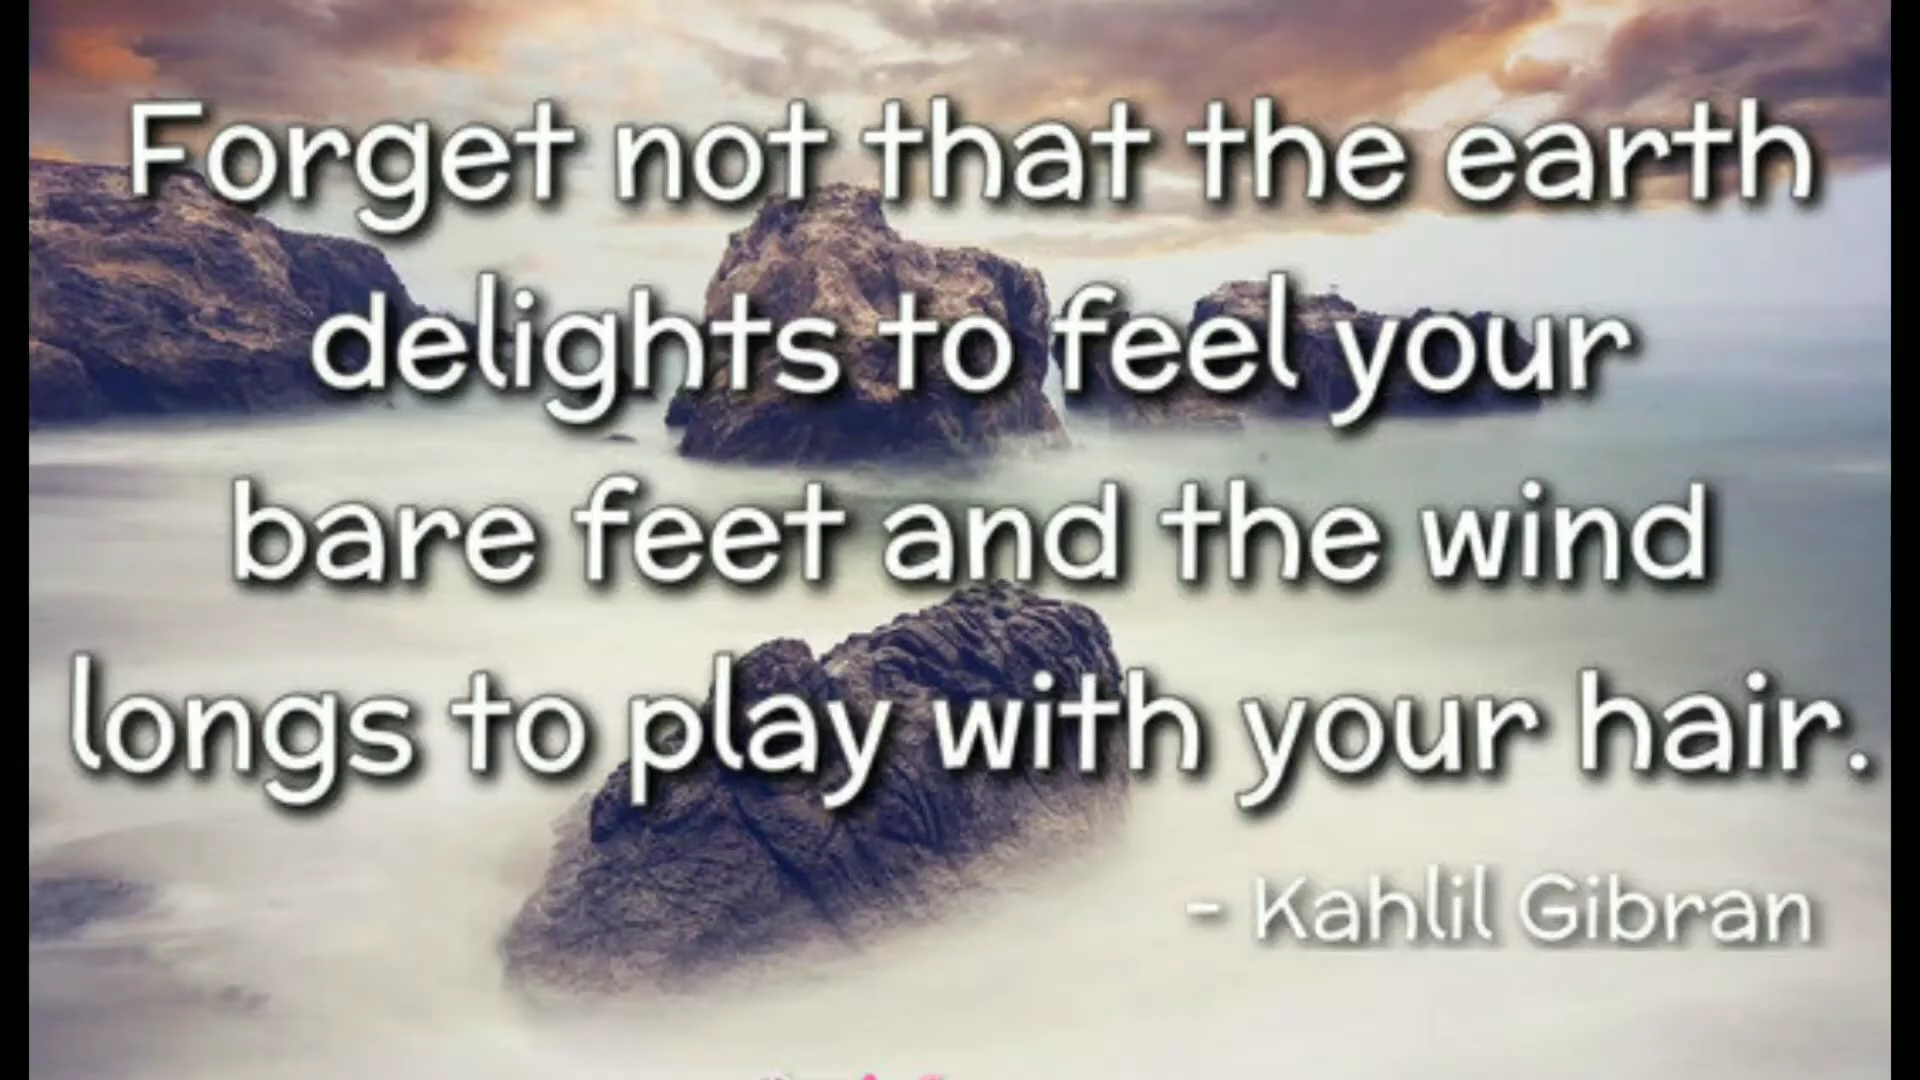 Forget not that the earth
delights to feel your
bare feet and the wind
longs to play with your hair.
- Kahlil Gibran